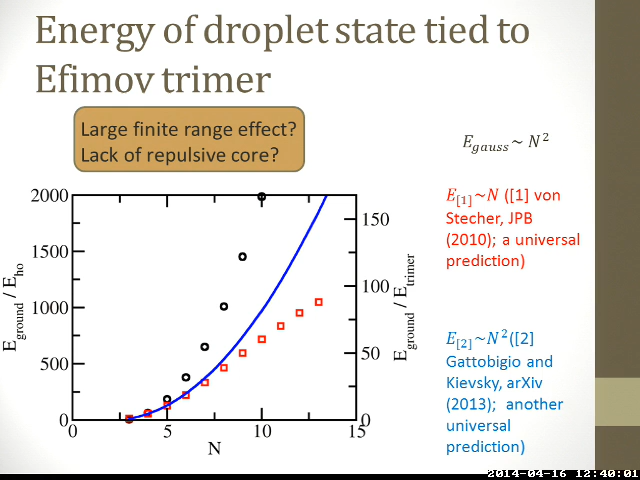 Energy of droplet state tied to
Efimov trimer
Large finite range effect?
Lack of repulsive core?
E_gauss ~ N²
E_[1]~N ([1] von
Stecher, JPB
(2010); a universal
prediction)
E_[2]~N²([2]
Gattobigio and
Kievsky, arXiv
(2013); another
universal
prediction)
2000
1500
1000
500
0
E_ground / E_ho
150
100
50
0
E_ground / E_trimer
0 5 10 15
N
2014-04-16 12:40:01